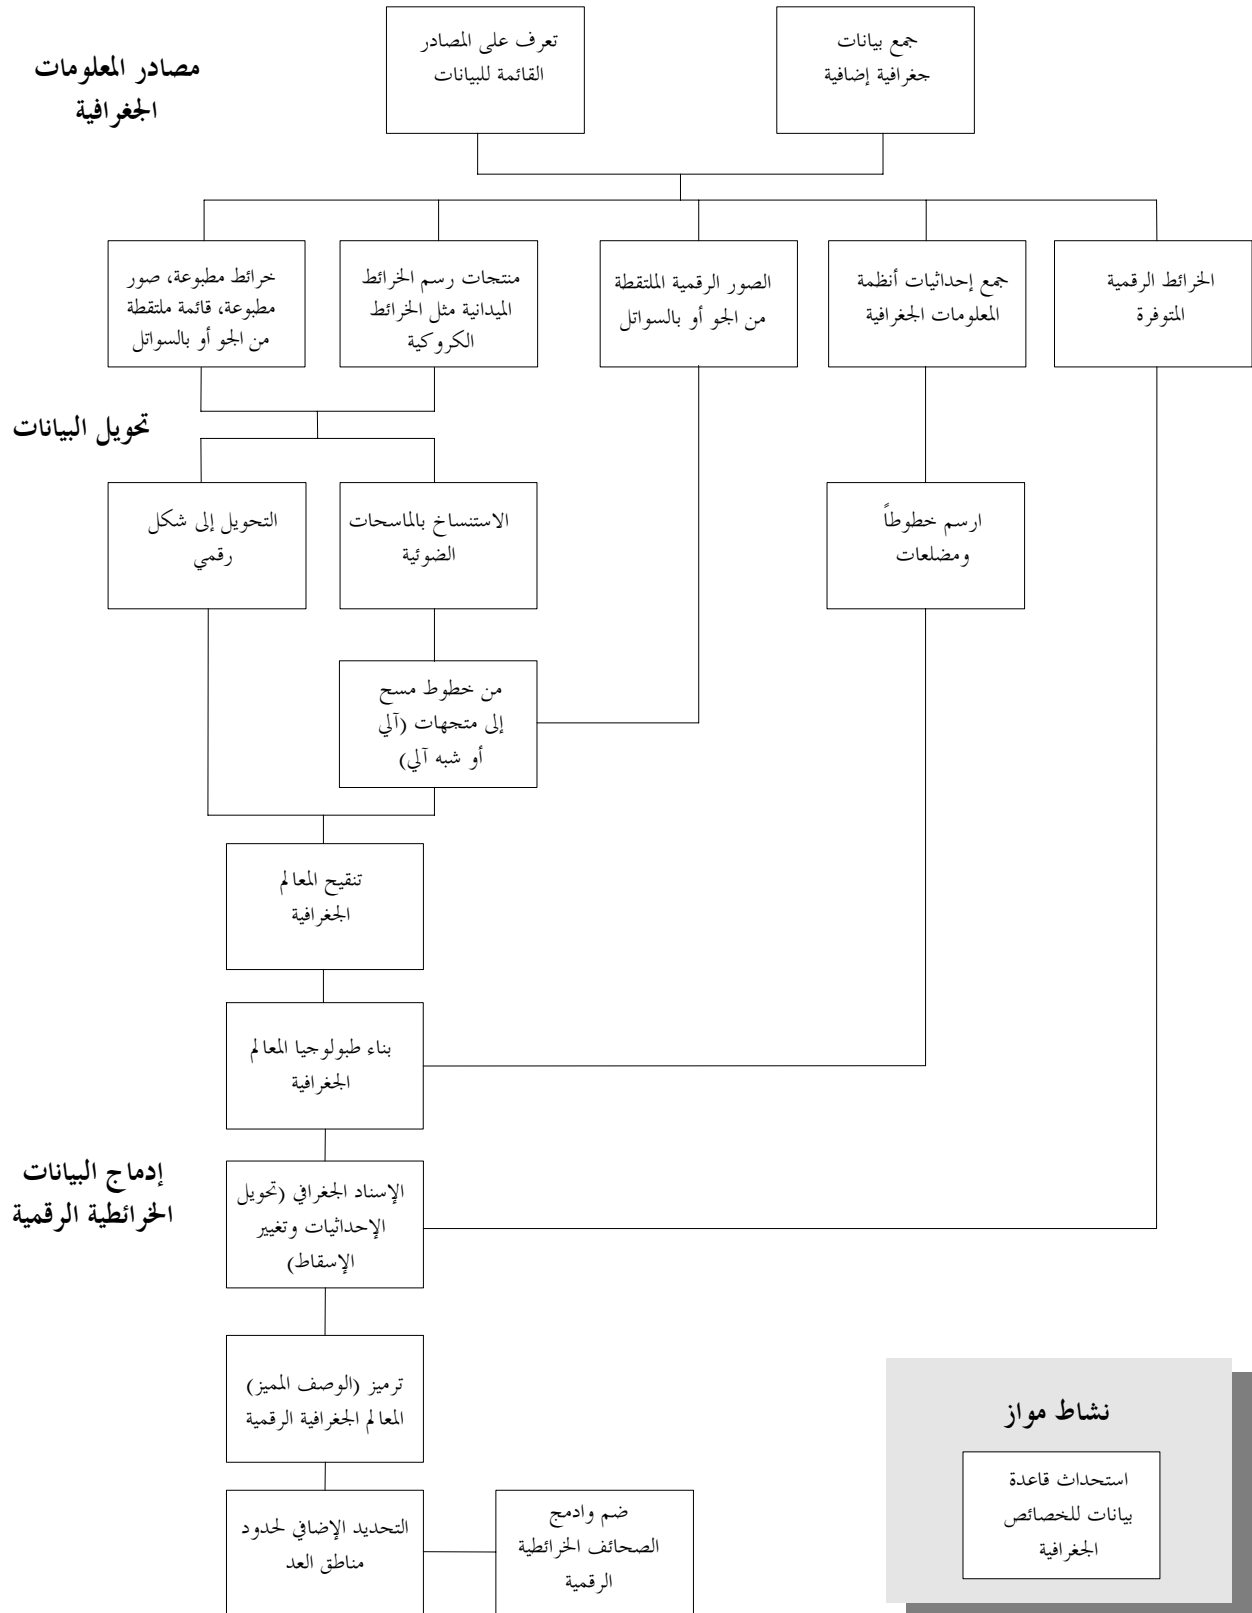 مصادر المعلومات
الجغرافية
جمع بيانات
جغرافية إضافية
تعرف على المصادر
القائمة للبيانات
الخرائط الرقمية
المتوفرة
جمع إحداثيات أنظمة
المعلومات الجغرافية
الصور الرقمية الملتقطة
من الجو أو بالسواتل
منتجات رسم الخرائط
الميدانية مثل الخرائط
الكروكية
خرائط مطبوعة، صور
مطبوعة، قائمة ملتقطة
من الجو أو بالسواتل
تحويل البيانات
ارسم خطوطاً
ومضلعات
الاستنساخ بالماسحات
الضوئية
التحويل إلى شكل
رقمي
من خطوط مسح
إلى متجهات (آلي
أو شبه آلي)
تنقيح المعالم
الجغرافية
بناء طبولوجيا المعالم
الجغرافية
إدماج البيانات
الخرائطية الرقمية
الإسناد الجغرافي (تحويل
الإحداثيات وتغيير
الإسقاط)
ترميز (الوصف المميز)
المعالم الجغرافية الرقمية
التحديد الإضافي لحدود
مناطق العد
ضم وادمج
الصحائف الخرائطية
الرقمية
نشاط مواز
استحداث قاعدة
بيانات للخصائص
الجغرافية